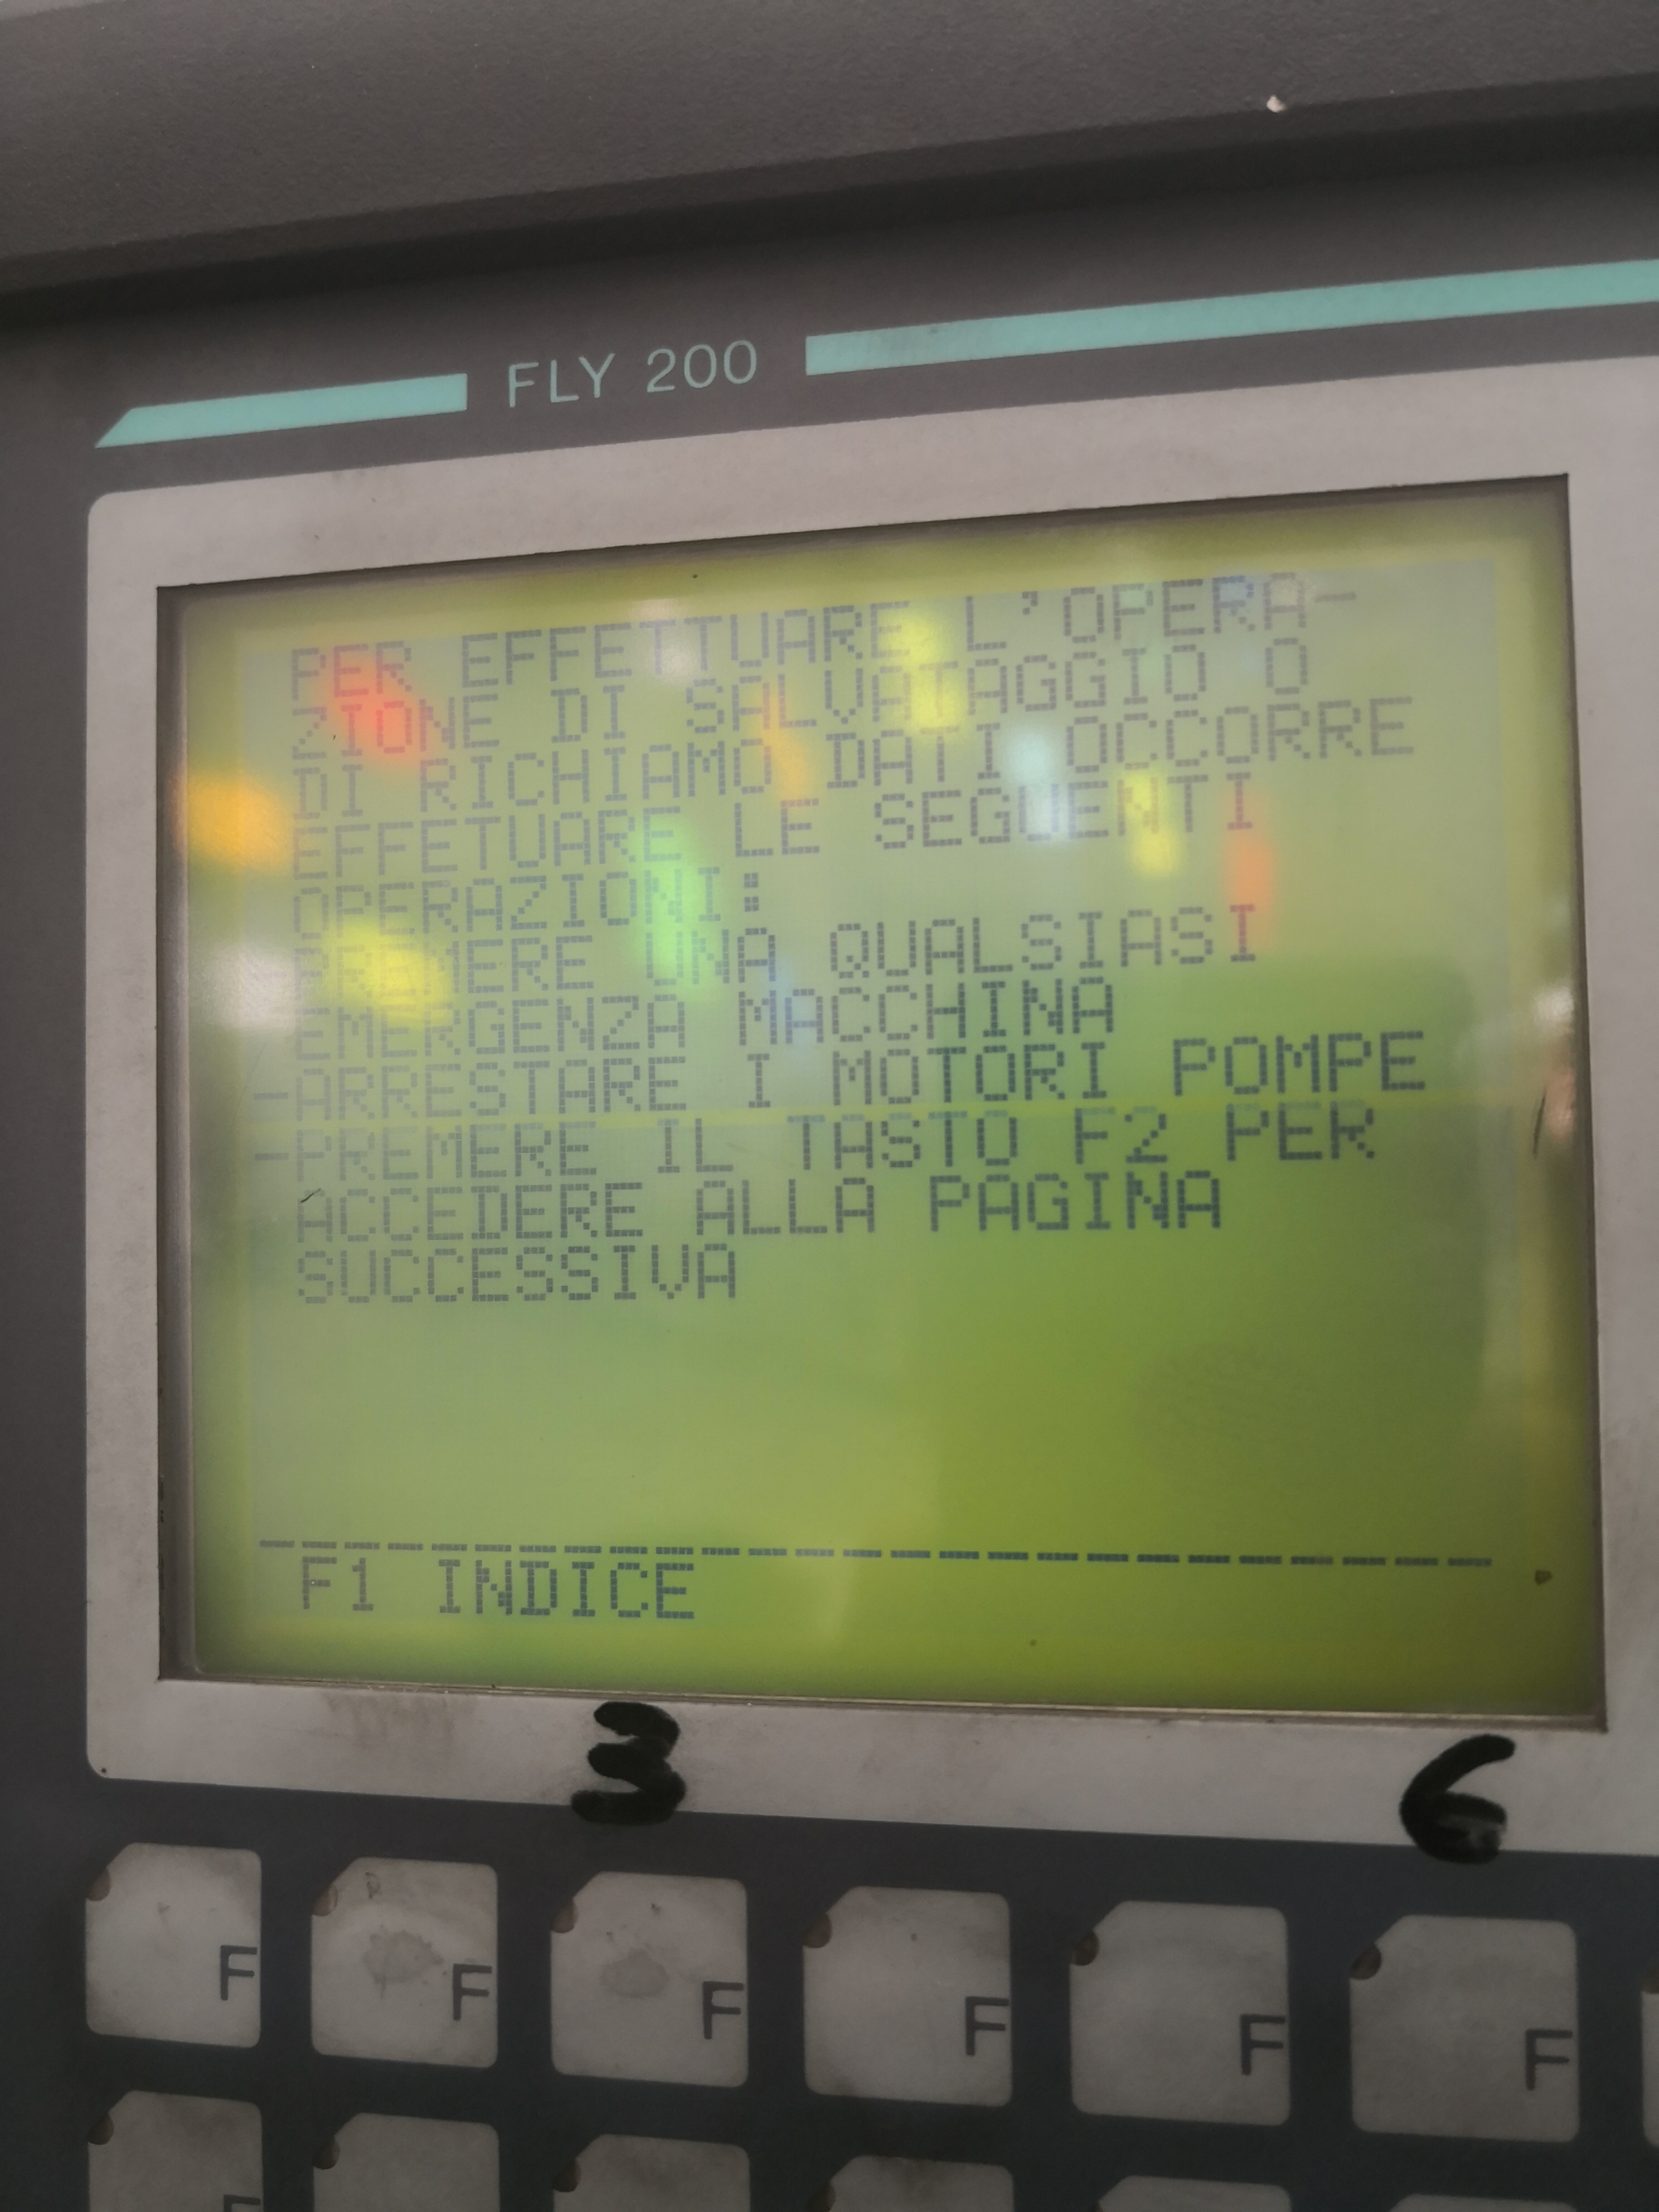 FLY 200
PER EFFETTUARE L'OPERA-
ZIONE DI SALVATAGGIO O
DI RICHIAMO DATI OCCORRE
EFFETUARE LE SEGUENTI
OPERAZIONI:
PREMERE UNA QUALSIASI
EMERGENZA MACCHINA
-ARRESTARE I MOTORI POMPE
-PREMERE IL TASTO F2 PER
ACCEDERE ALLA PAGINA
SUCCESSIVA
F1 INDICE
3 6
F F F F F F
F